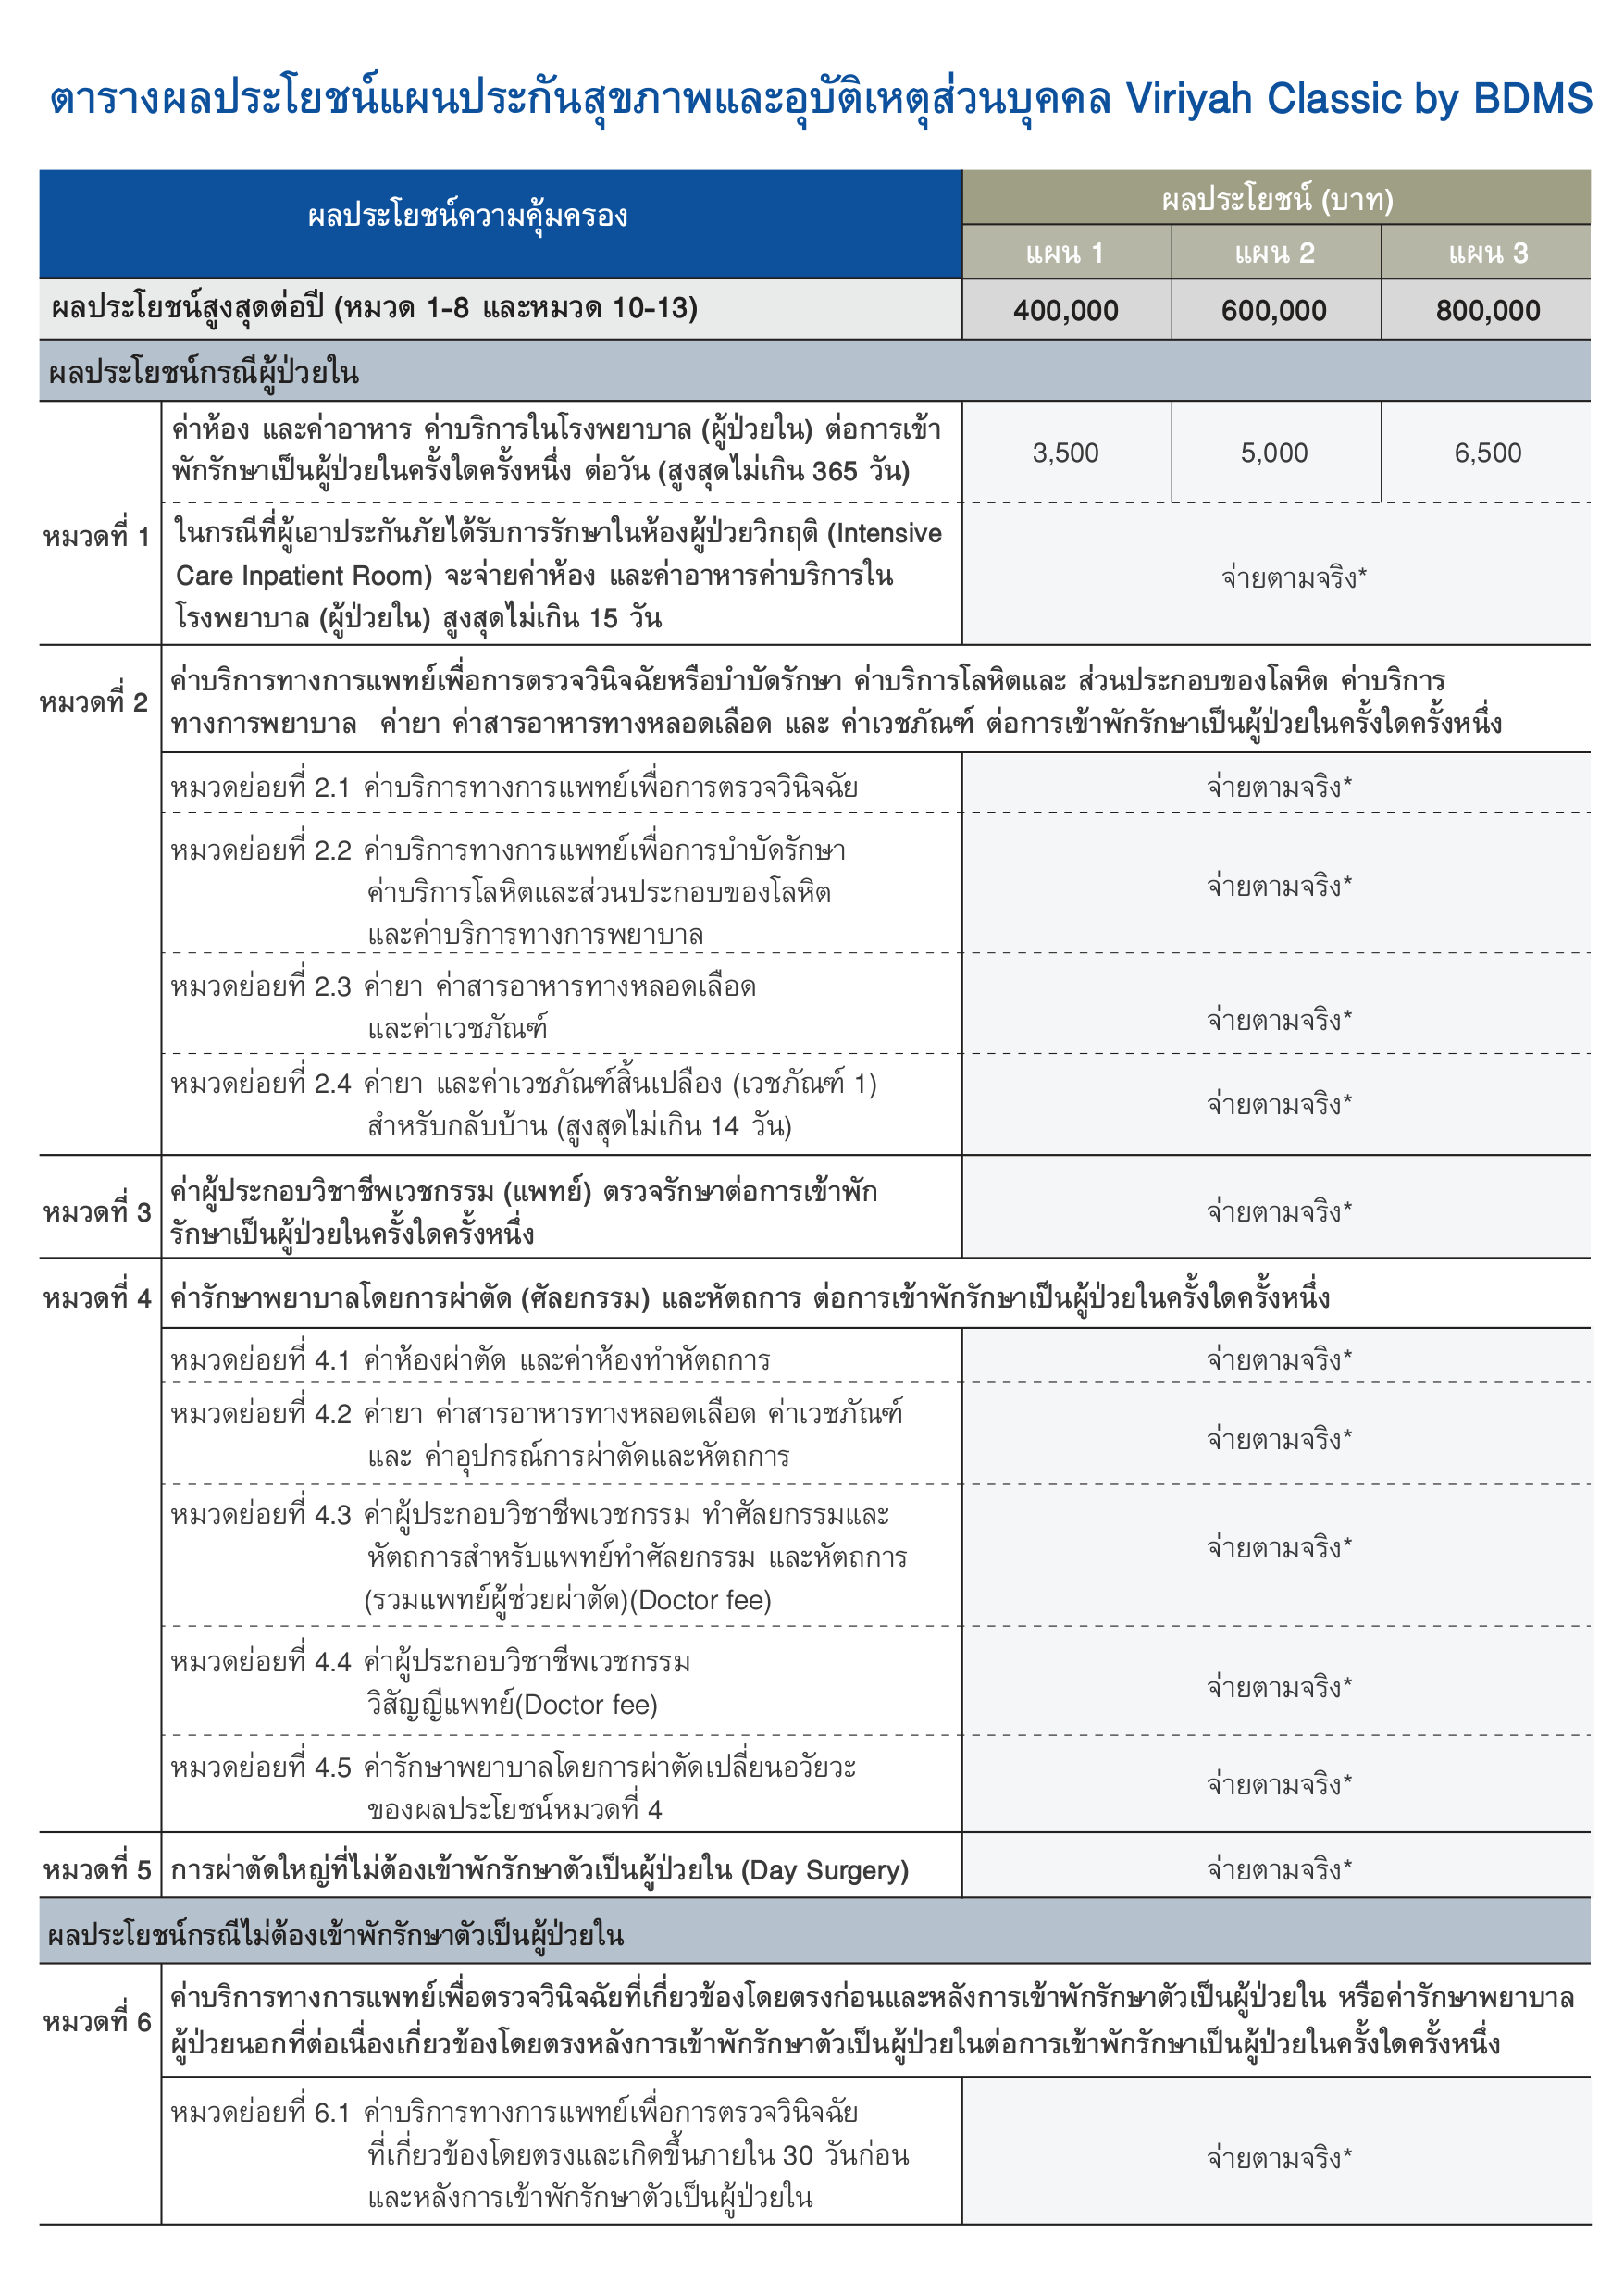 ตารางผลประโยชน์แผนประกันสุขภาพและอุบัติเหตุส่วนบุคคล Viriyah Classic by BDMS
ผลประโยชน์ความคุ้มครอง
ผลประโยชน์ (บาท)
แผน 1 แผน 2 แผน 3
ผลประโยชน์สูงสุดต่อปี (หมวด 1-8 และหมวด 10-13) 400,000 600,000 800,000
ผลประโยชน์กรณีผู้ป่วยใน
หมวดที่ 1
ค่าห้อง และค่าอาหาร ค่าบริการในโรงพยาบาล (ผู้ป่วยใน) ต่อการเข้า
พักรักษาเป็นผู้ป่วยในครั้งใดครั้งหนึ่ง ต่อวัน (สูงสุดไม่เกิน 365 วัน)
3,500 5,000 6,500
ในกรณีที่ผู้เอาประกันภัยได้รับการรักษาในห้องผู้ป่วยวิกฤติ (Intensive
Care Inpatient Room) จะจ่ายค่าห้อง และค่าอาหารค่าบริการใน
โรงพยาบาล (ผู้ป่วยใน) สูงสุดไม่เกิน 15 วัน
จ่ายตามจริง*
หมวดที่ 2
ค่าบริการทางการแพทย์เพื่อการตรวจวินิจฉัยหรือบำบัดรักษา ค่าบริการโลหิตและ ส่วนประกอบของโลหิต ค่าบริการ
ทางการพยาบาล ค่ายา ค่าสารอาหารทางหลอดเลือด และ ค่าเวชภัณฑ์ ต่อการเข้าพักรักษาเป็นผู้ป่วยในครั้งใดครั้งหนึ่ง
หมวดย่อยที่ 2.1 ค่าบริการทางการแพทย์เพื่อการตรวจวินิจฉัย
จ่ายตามจริง*
หมวดย่อยที่ 2.2 ค่าบริการทางการแพทย์เพื่อการบำบัดรักษา
ค่าบริการโลหิตและส่วนประกอบของโลหิต
และค่าบริการทางการพยาบาล
จ่ายตามจริง*
หมวดย่อยที่ 2.3 ค่ายา ค่าสารอาหารทางหลอดเลือด
และค่าเวชภัณฑ์
จ่ายตามจริง*
หมวดย่อยที่ 2.4 ค่ายา และค่าเวชภัณฑ์สิ้นเปลือง (เวชภัณฑ์ 1)
สำหรับกลับบ้าน (สูงสุดไม่เกิน 14 วัน)
จ่ายตามจริง*
หมวดที่ 3
ค่าผู้ประกอบวิชาชีพเวชกรรม (แพทย์) ตรวจรักษาต่อการเข้าพัก
รักษาเป็นผู้ป่วยในครั้งใดครั้งหนึ่ง
จ่ายตามจริง*
หมวดที่ 4
ค่ารักษาพยาบาลโดยการผ่าตัด (ศัลยกรรม) และหัตถการ ต่อการเข้าพักรักษาเป็นผู้ป่วยในครั้งใดครั้งหนึ่ง
หมวดย่อยที่ 4.1 ค่าห้องผ่าตัด และค่าห้องทำหัตถการ
จ่ายตามจริง*
หมวดย่อยที่ 4.2 ค่ายา ค่าสารอาหารทางหลอดเลือด ค่าเวชภัณฑ์
และ ค่าอุปกรณ์การผ่าตัดและหัตถการ
จ่ายตามจริง*
หมวดย่อยที่ 4.3 ค่าผู้ประกอบวิชาชีพเวชกรรม ทำศัลยกรรมและ
หัตถการสำหรับแพทย์ทำศัลยกรรม และหัตถการ
(รวมแพทย์ผู้ช่วยผ่าตัด)(Doctor fee)
จ่ายตามจริง*
หมวดย่อยที่ 4.4 ค่าผู้ประกอบวิชาชีพเวชกรรม
วิสัญญีแพทย์(Doctor fee)
จ่ายตามจริง*
หมวดย่อยที่ 4.5 ค่ารักษาพยาบาลโดยการผ่าตัดเปลี่ยนอวัยวะ
ของผลประโยชน์หมวดที่ 4
จ่ายตามจริง*
หมวดที่ 5
การผ่าตัดใหญ่ที่ไม่ต้องเข้าพักรักษาตัวเป็นผู้ป่วยใน (Day Surgery)
จ่ายตามจริง*
ผลประโยชน์กรณีไม่ต้องเข้าพักรักษาตัวเป็นผู้ป่วยใน
หมวดที่ 6
ค่าบริการทางการแพทย์เพื่อตรวจวินิจฉัยที่เกี่ยวข้องโดยตรงก่อนและหลังการเข้าพักรักษาตัวเป็นผู้ป่วยใน หรือค่ารักษาพยาบาล
ผู้ป่วยนอกที่ต่อเนื่องเกี่ยวข้องโดยตรงหลังการเข้าพักรักษาตัวเป็นผู้ป่วยในต่อการเข้าพักรักษาเป็นผู้ป่วยในครั้งใดครั้งหนึ่ง
หมวดย่อยที่ 6.1 ค่าบริการทางการแพทย์เพื่อการตรวจวินิจฉัย
ที่เกี่ยวข้องโดยตรงและเกิดขึ้นภายใน 30 วันก่อน
และหลังการเข้าพักรักษาตัวเป็นผู้ป่วยใน
จ่ายตามจริง*